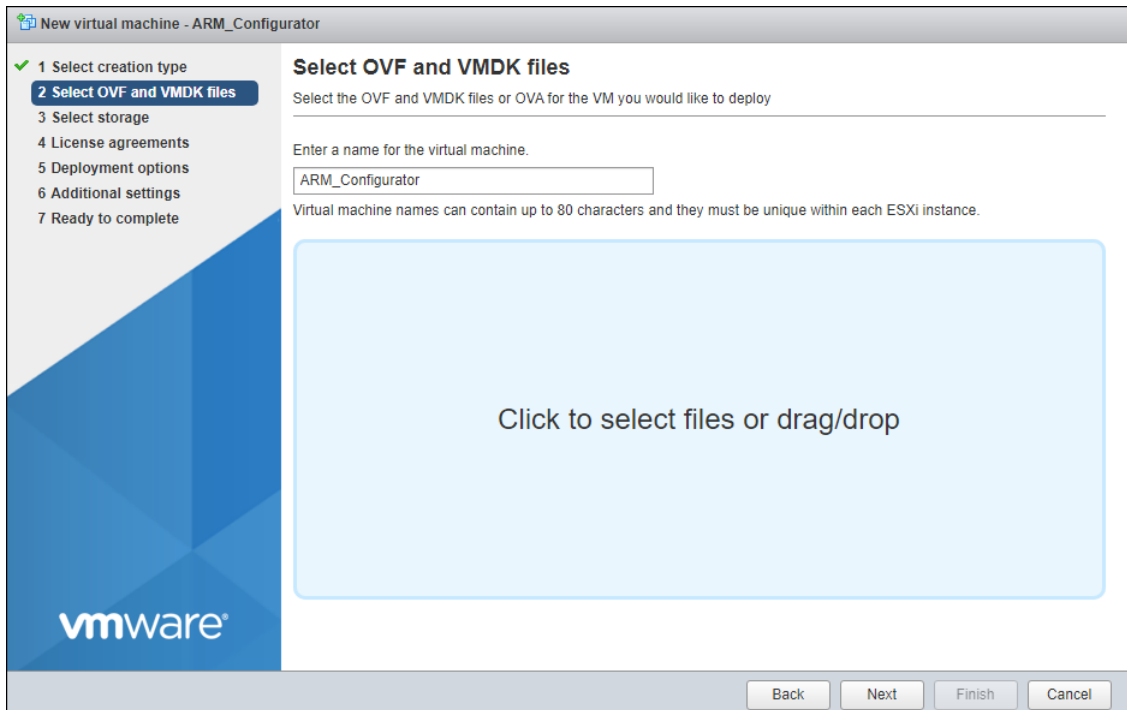 New virtual machine - ARM_Configurator
1 Select creation type
2 Select OVF and VMDK files
3 Select storage
4 License agreements
5 Deployment options
6 Additional settings
7 Ready to complete
vmware®
Select OVF and VMDK files
Select the OVF and VMDK files or OVA for the VM you would like to deploy
Enter a name for the virtual machine.
ARM_Configurator
Virtual machine names can contain up to 80 characters and they must be unique within each ESXi instance.
Click to select files or drag/drop
Back Next Finish Cancel